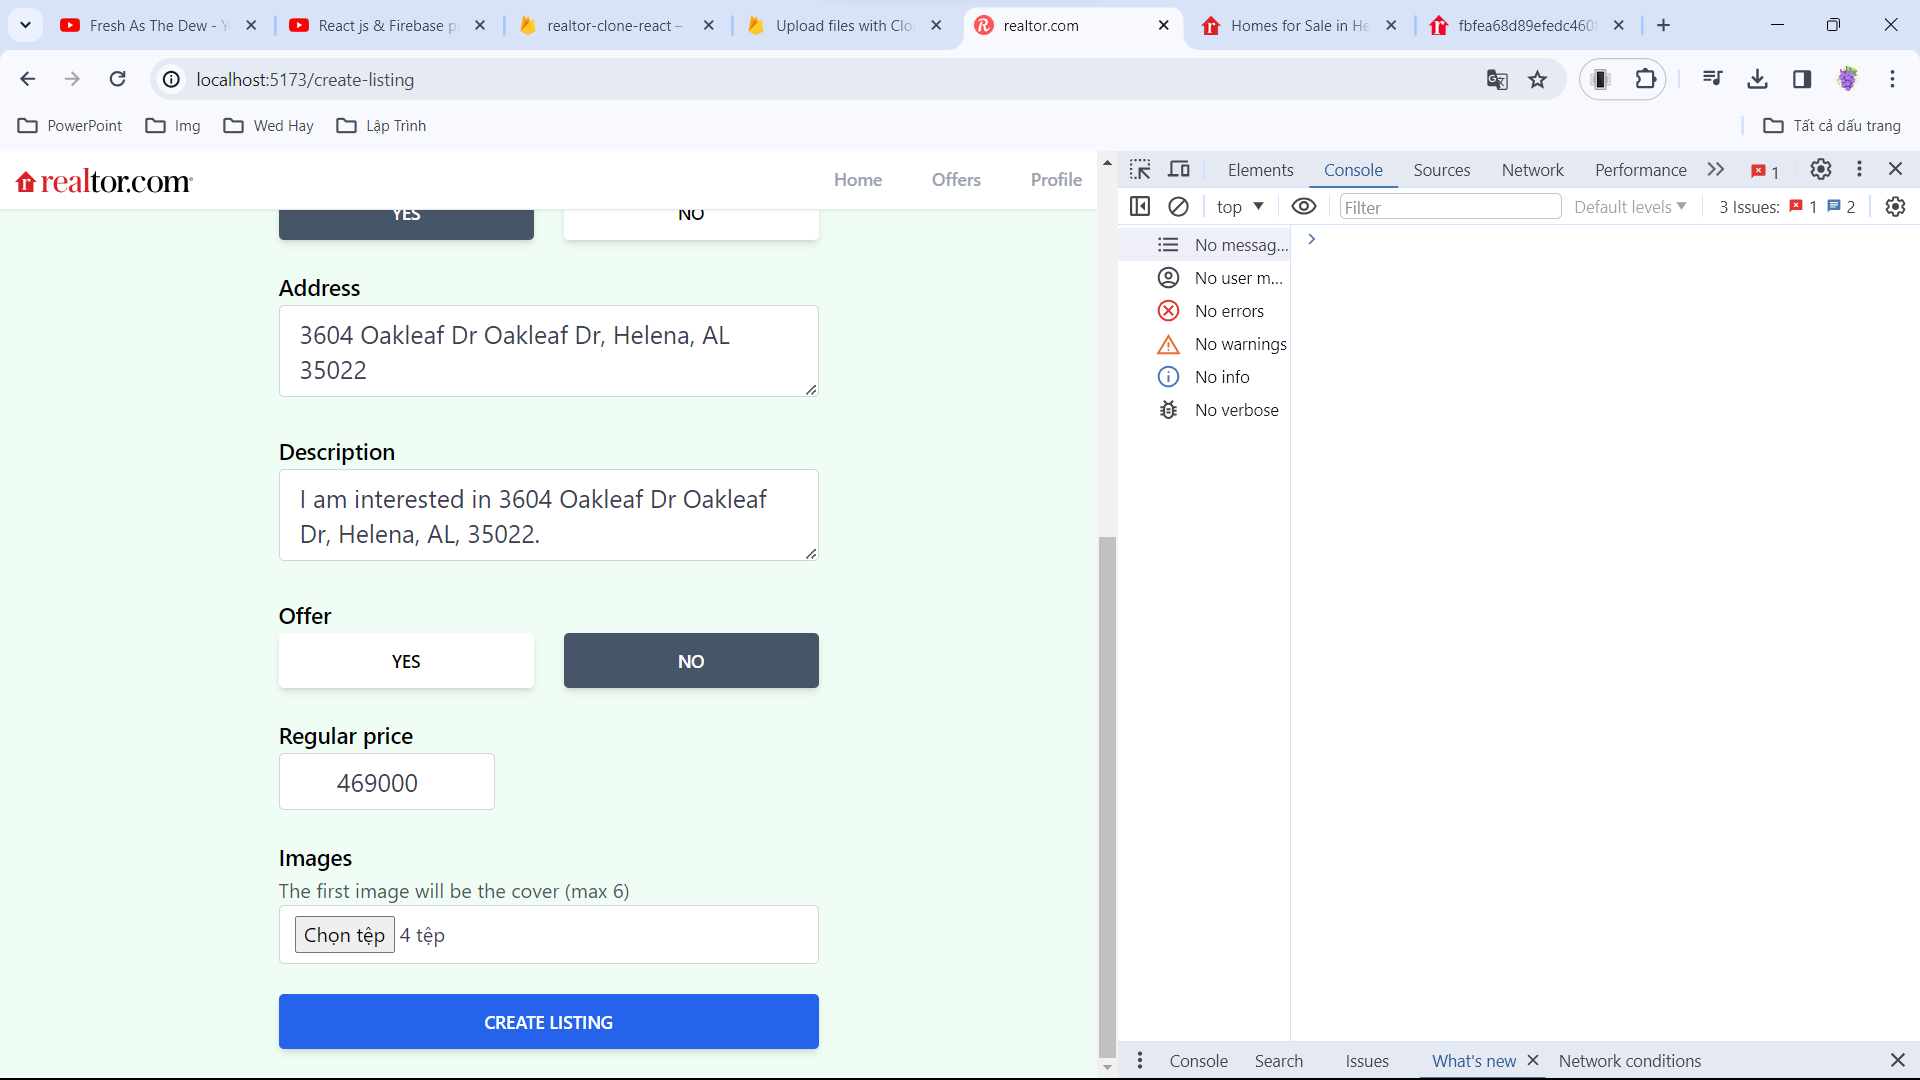 Fresh As The Dew - Y
React js & Firebase p
realtor-clone-react –
Upload files with Clo
realtor.com
Homes for Sale in He
fbfea68d89efedc460f
localhost:5173/create-listing
PowerPoint
Img
Wed Hay
Lập Trình
Tất cả dấu trang
realtor.com
Home
Offers
Profile
YES
NO
Address
3604 Oakleaf Dr Oakleaf Dr, Helena, AL
35022
Description
I am interested in 3604 Oakleaf Dr Oakleaf
Dr, Helena, AL, 35022.
Offer
YES
NO
Regular price
469000
Images
The first image will be the cover (max 6)
Chọn tệp 4 tệp
CREATE LISTING
Elements
Console
Sources
Network
Performance
1
top
Filter
Default levels
3 Issues: 1 2
No messag...
No user m...
No errors
No warnings
No info
No verbose
Console
Search
Issues
What's new
Network conditions